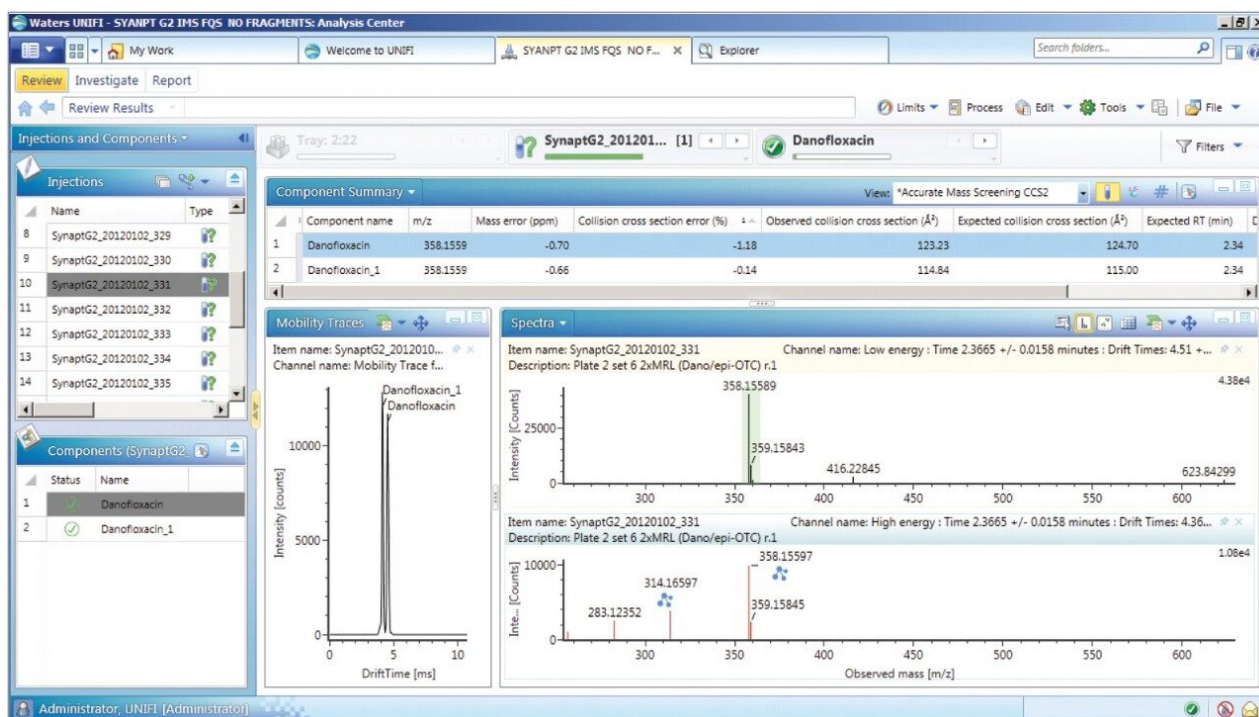 Waters UNIFI - SYANPT G2 IMS FQS NO FRAGMENTS: Analysis Center
My Work
Welcome to UNIFI
SYANPT G2 IMS FQS NO F...
Explorer
Search folders...
Review Investigate Report
Review Results
Limits Process Edit Tools File
Injections and Components
Tray: 2:22
SynaptG2_201201... [1]
Danofloxacin
Filters
Injections
Name Type
8 SynaptG2_20120102_329
9 SynaptG2_20120102_330
10 SynaptG2_20120102_331
11 SynaptG2_20120102_332
12 SynaptG2_20120102_333
13 SynaptG2_20120102_334
14 SynaptG2_20120102_335
Component Summary
View: *Accurate Mass Screening CCS2
Component name m/z Mass error (ppm) Collision cross section error (%) 1 Observed collision cross section (Å²) Expected collision cross section (Å²) Expected RT (min)
1 Danofloxacin 358.1559 -0.70 -1.18 123.23 124.70 2.34
2 Danofloxacin_1 358.1559 -0.66 -0.14 114.84 115.00 2.34
Components (SynaptG2_
Status Name
1 Danofloxacin
2 Danofloxacin_1
Mobility Traces
Item name: SynaptG2_2012010...
Channel name: Mobility Trace f...
Danofloxacin_1
Danofloxacin
10000
5000
0
Intensity [counts]
0 5 10
DriftTime [ms]
Spectra
Item name: SynaptG2_20120102_331 Channel name: Low energy : Time 2.3665 +/- 0.0158 minutes : Drift Times: 4.51 +...
Description: Plate 2 set 6 2xMRL (Dano/epi-OTC) r.1
4.38e4
358.15589
359.15843
416.22845
623.84299
Intensity [Counts]
25000
0
300 350 400 450 500 550 600
Item name: SynaptG2_20120102_331 Channel name: High energy : Time 2.3665 +/- 0.0158 minutes : Drift Times: 4.36...
Description: Plate 2 set 6 2xMRL (Dano/epi-OTC) r.1
1.08e4
358.15597
314.16597
283.12352
359.15845
Inte... [Counts]
10000
0
300 350 400 450 500 550 600
Observed mass [m/z]
Administrator, UNIFI [Administrator]